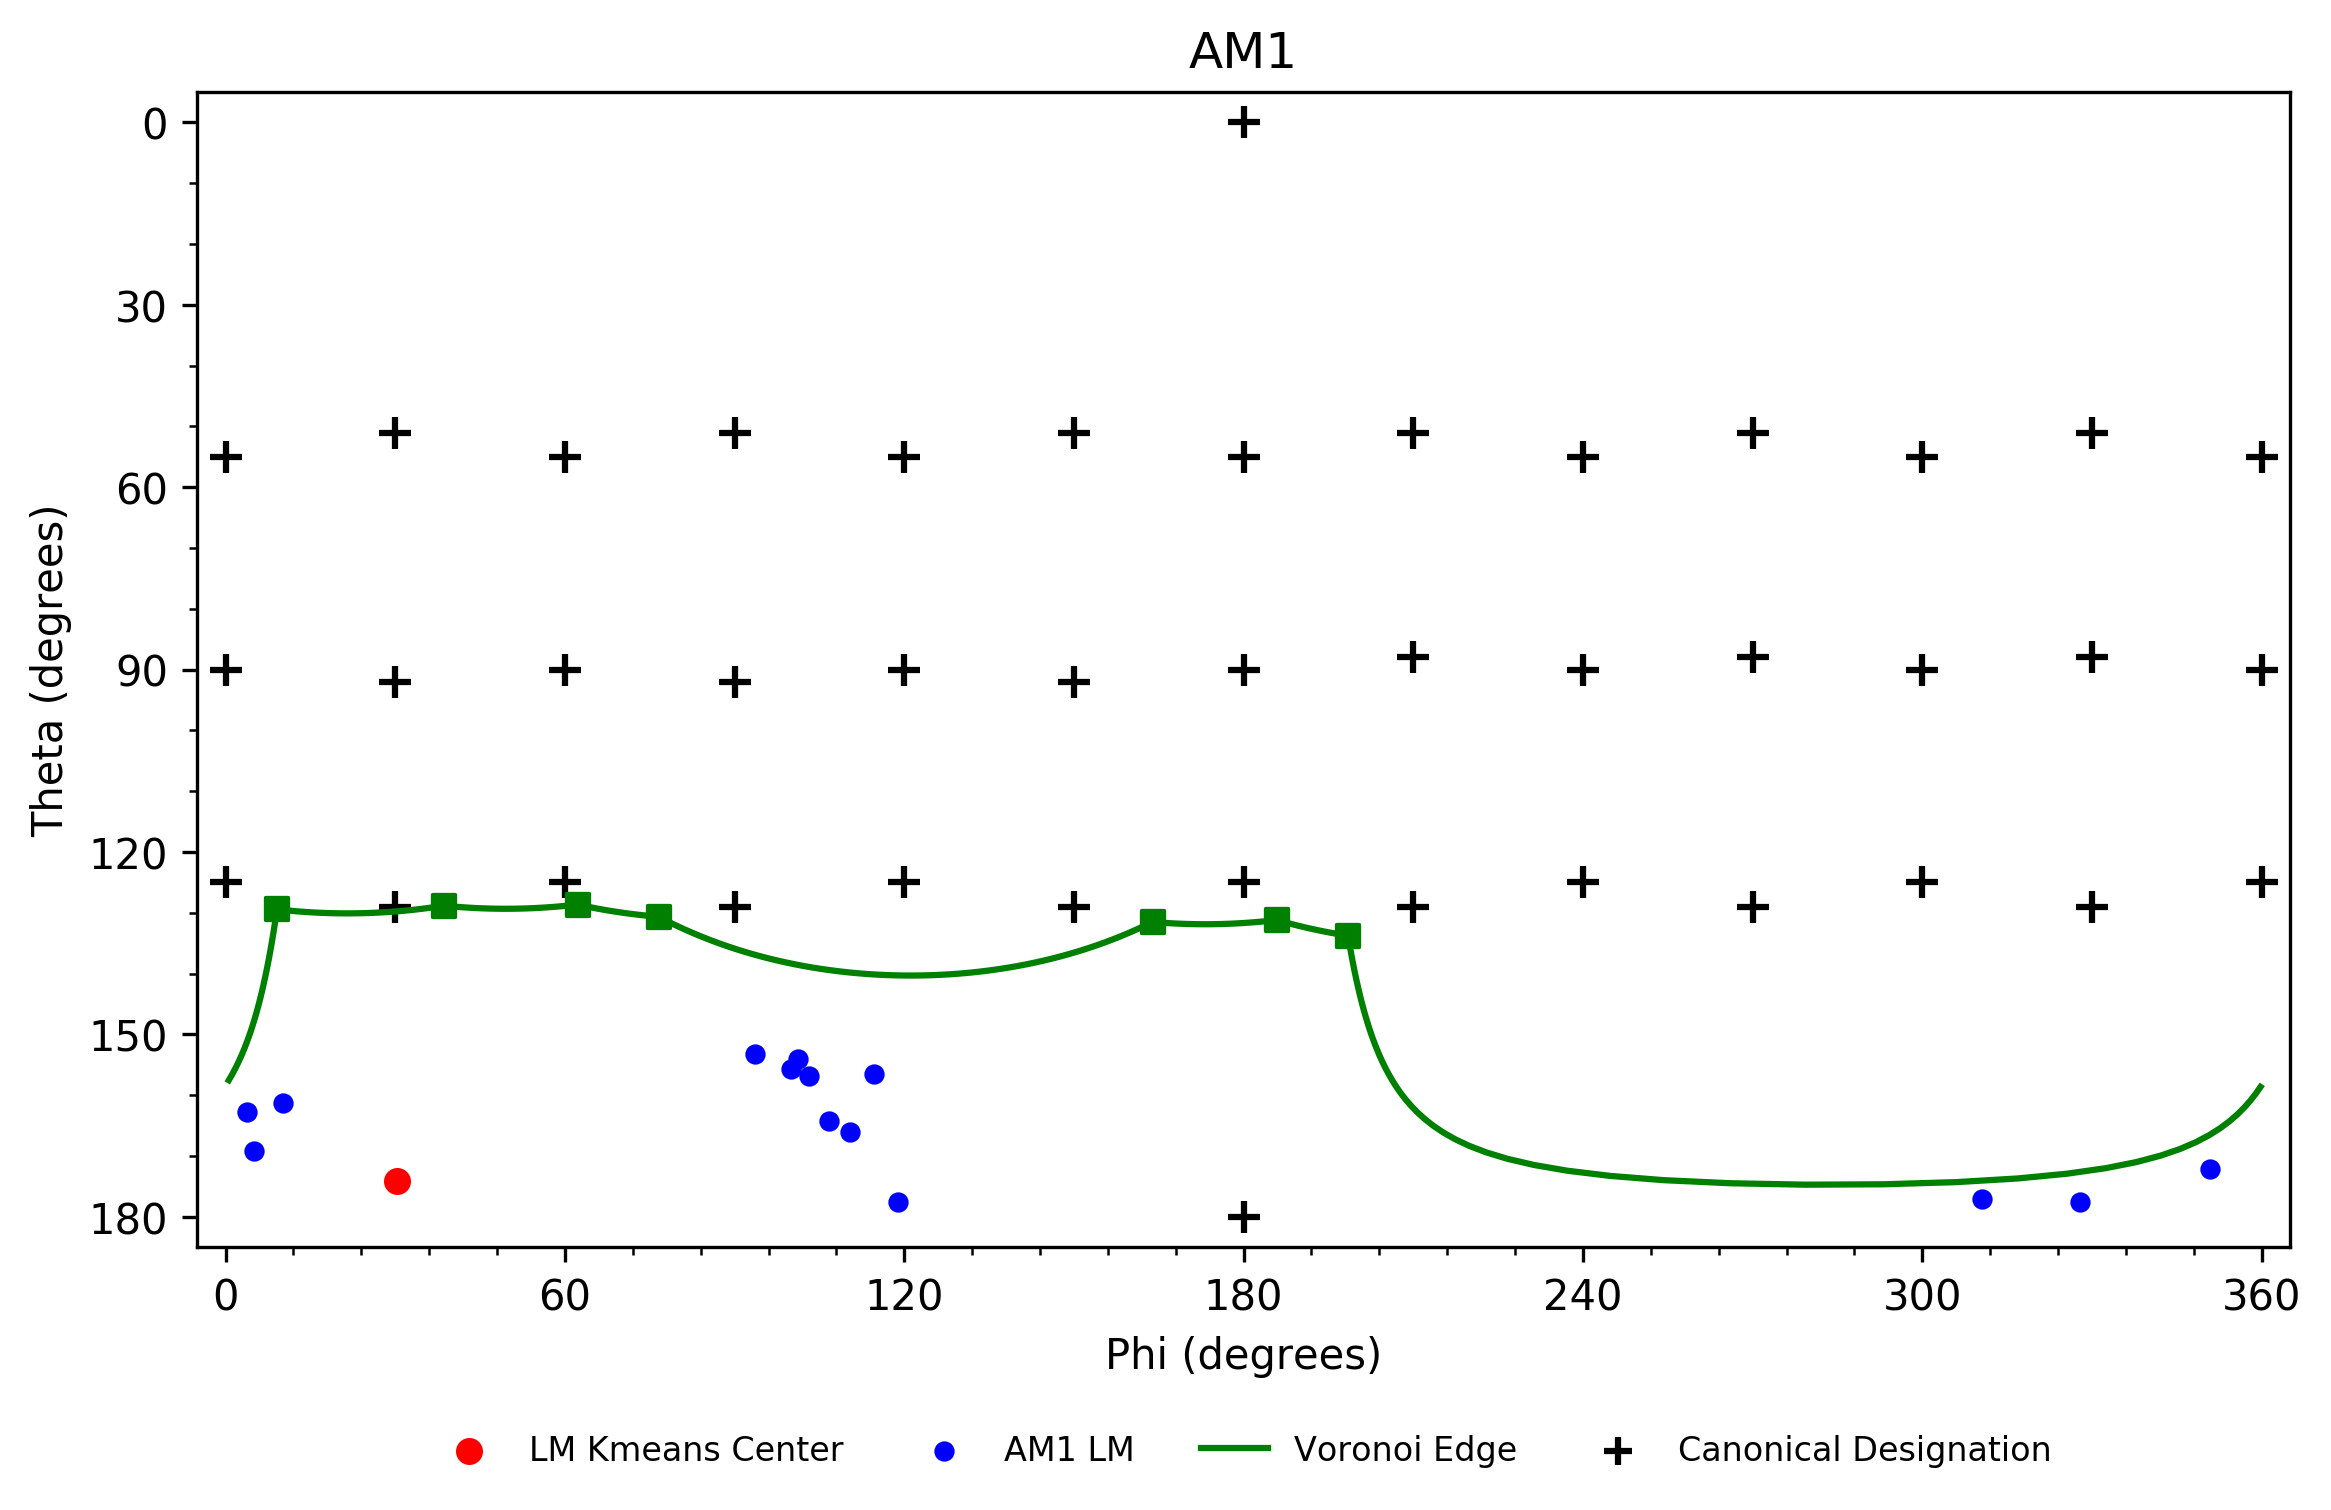 AM1
0
30
60
90
120
150
180
Theta (degrees)
0 60 120 180 240 300 360
Phi (degrees)
LM Kmeans Center AM1 LM Voronoi Edge Canonical Designation